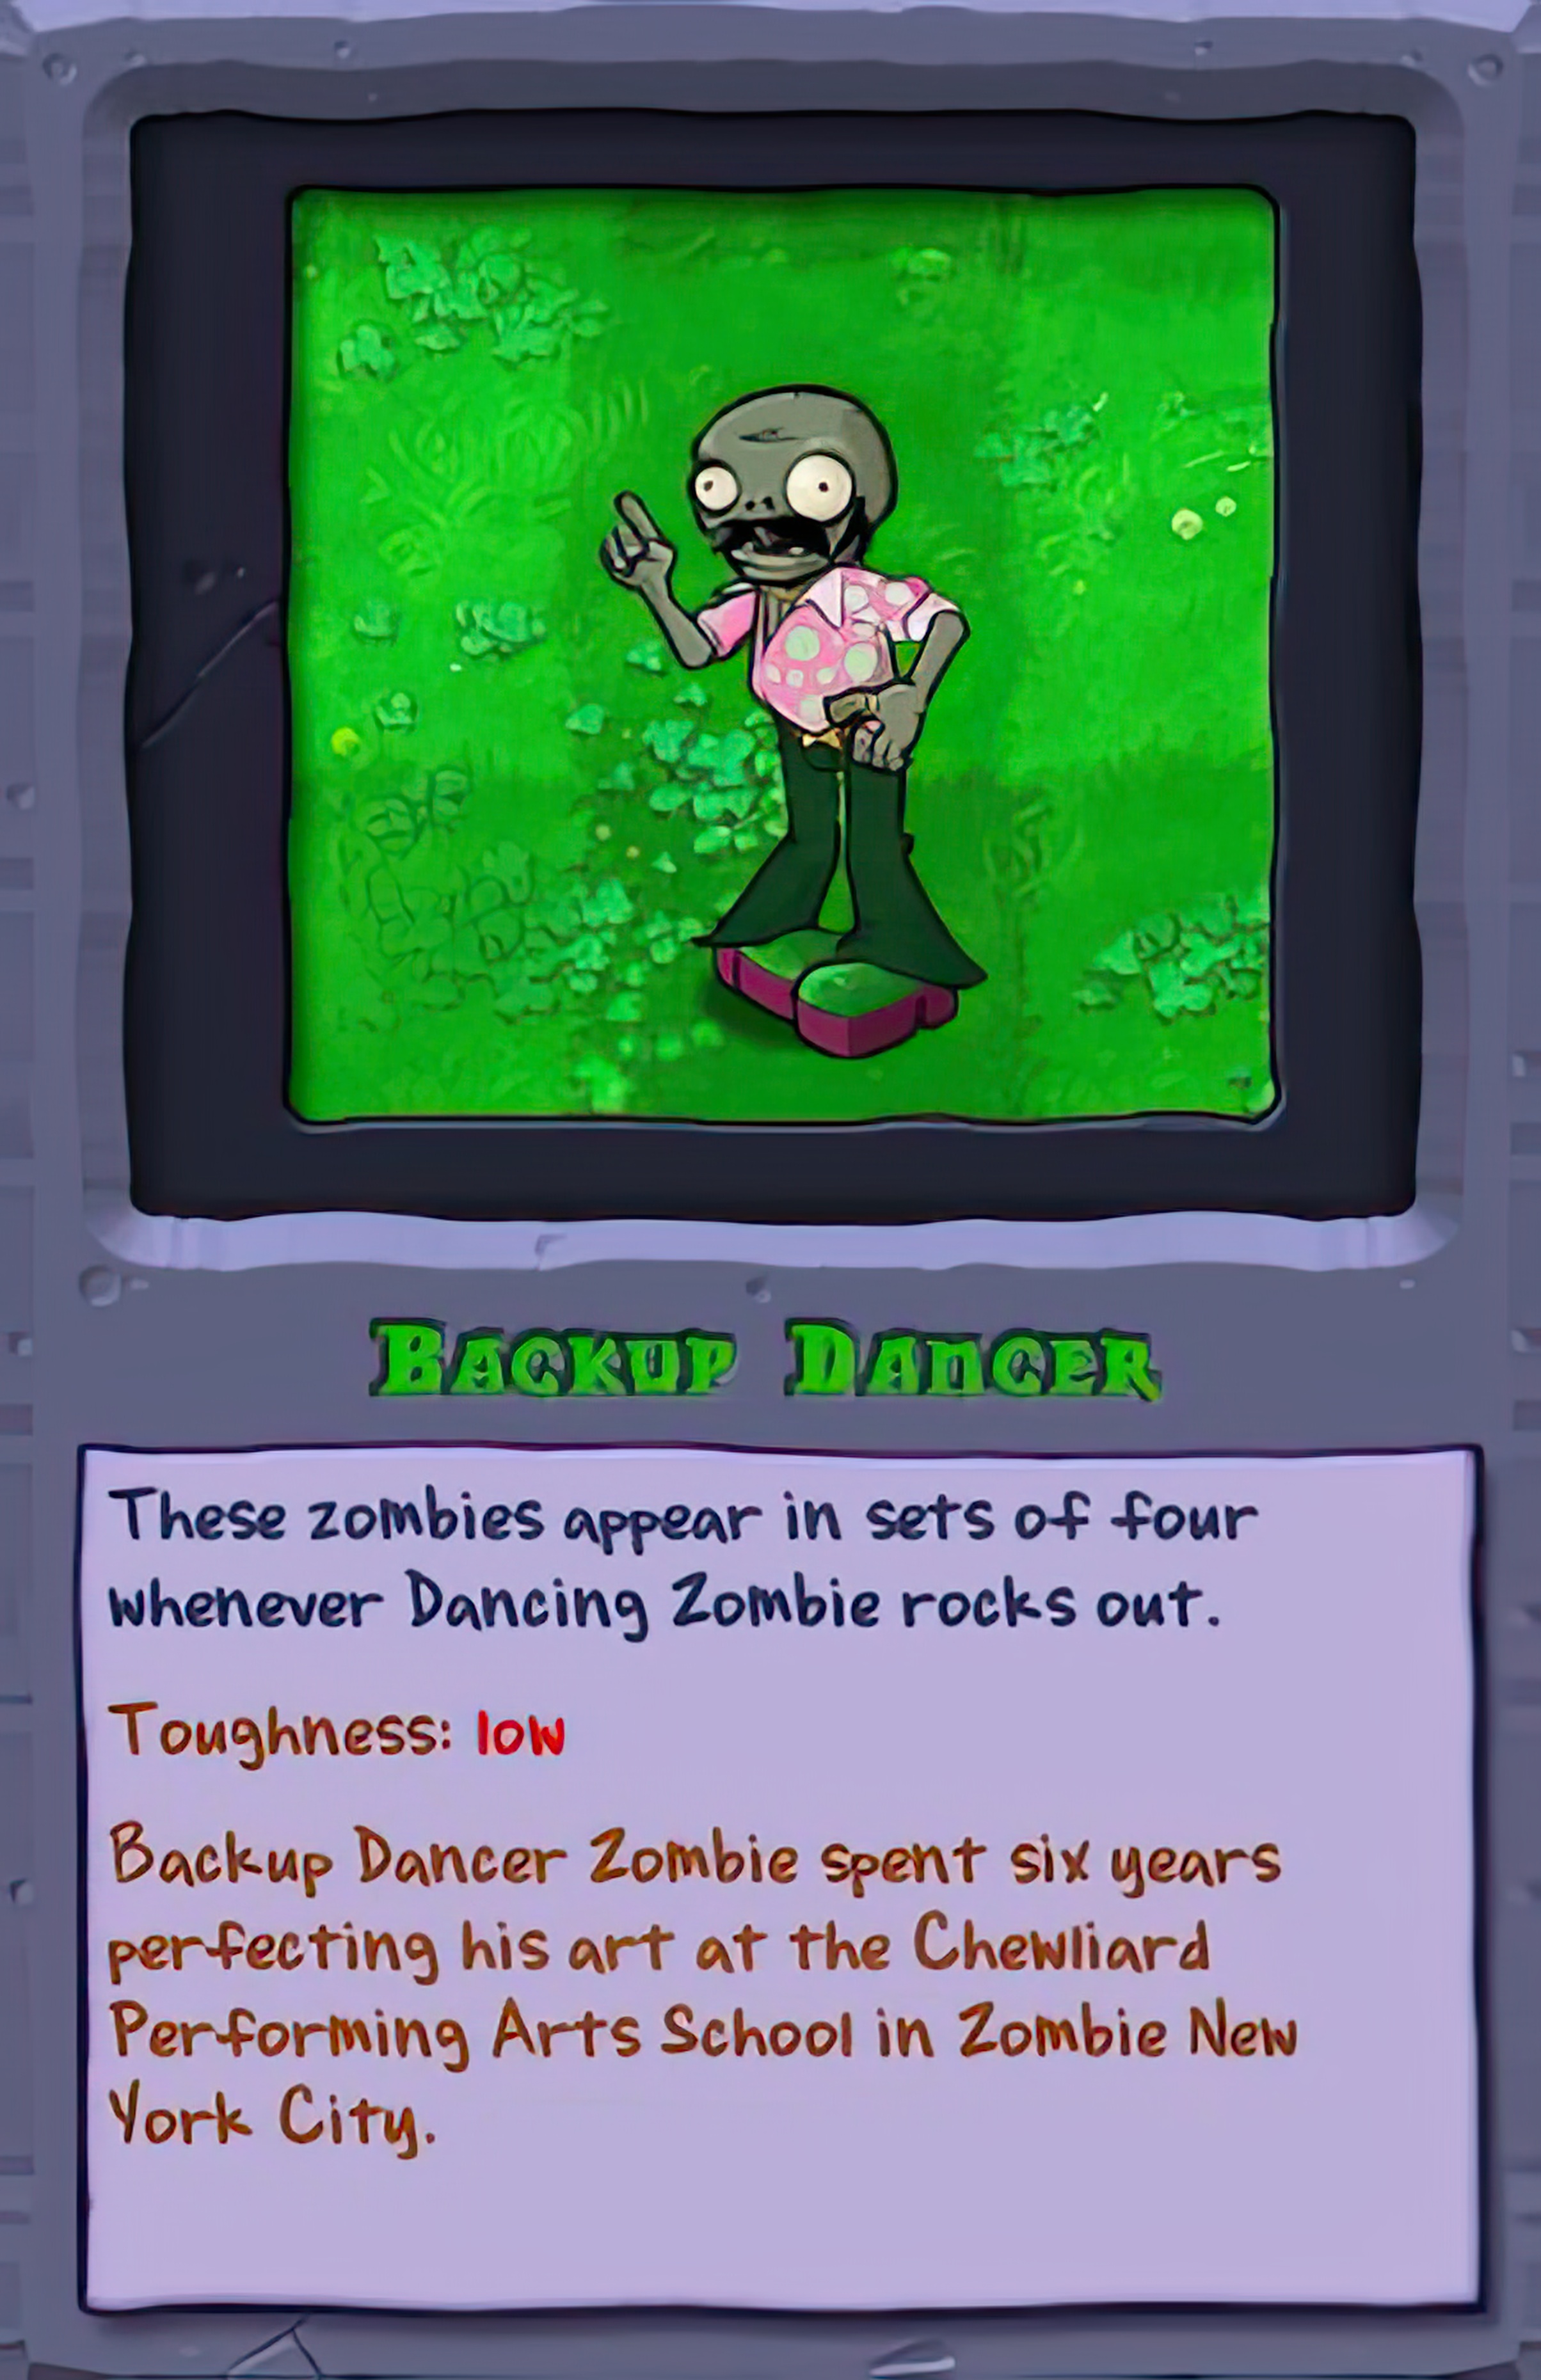 Backup Dancer
These zombies appear in sets of four
whenever Dancing Zombie rocks out.
Toughness: low
Backup Dancer Zombie spent six years
perfecting his art at the Chewliard
Performing Arts School in Zombie New
York City.